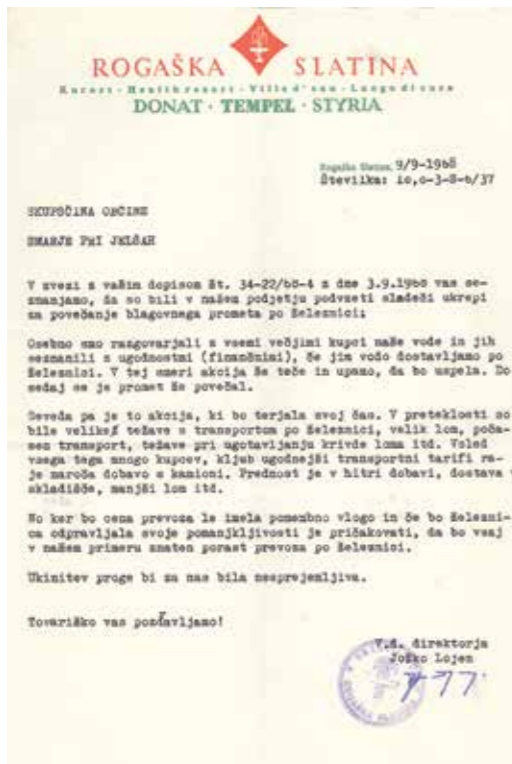 ROGAŠKA SLATINA
Kurort · Health resort · Ville d'eau · Luogo di cura
DONAT · TEMPEL · STYRIA
Rogaška Slatina, 9/9-1968
Številka: 10,0-3-8-6/37
SKUPŠČINA OBČINE
ŠMARJE PRI JELŠAH
V zvezi z vašim dopisom št. 34-22/68-4 z dne 3.9.1968 vas se-
znanjamo, da so bili v našem podjetju podvzeti sledeči ukrepi
za povečanje blagovnega prometa po železnici:
Osebno smo razgovarjali z vsemi večjimi kupci naše vode in jih
seznanili z ugodnostmi (finančnimi), če jim vodo dostavljamo po
železnici. V tej smeri akcija še teče in upamo, da bo uspela. Do
sedaj se je promet že povečal.
Seveda pa je to akcija, ki bo terjala svoj čas. V preteklosti so
bile velike težave s transportom po železnici, velik lom, poča-
sen transport, težave pri ugotavljanju krivde loma itd. Vsled
vsega tega mnogo kupcev, kljub ugodnejši transportni tarifi ra-
je naroča dobavo s kamioni. Prednost je v hitri dobavi, dostava v
skladišče, manjši lom itd.
No ker bo cena prevoza le imela pomembno vlogo in če bo železni-
ca odpravljala svoje pomanjkljivosti je pričakovati, da bo vsaj
v našem primeru znaten porast prevoza po železnici.
Ukinitev proge bi za nas bila nesprejemljiva.
Tovariško vas pozdravljamo!
V.d. direktorja
Joško Lojen
ROGAŠKA SLATINA